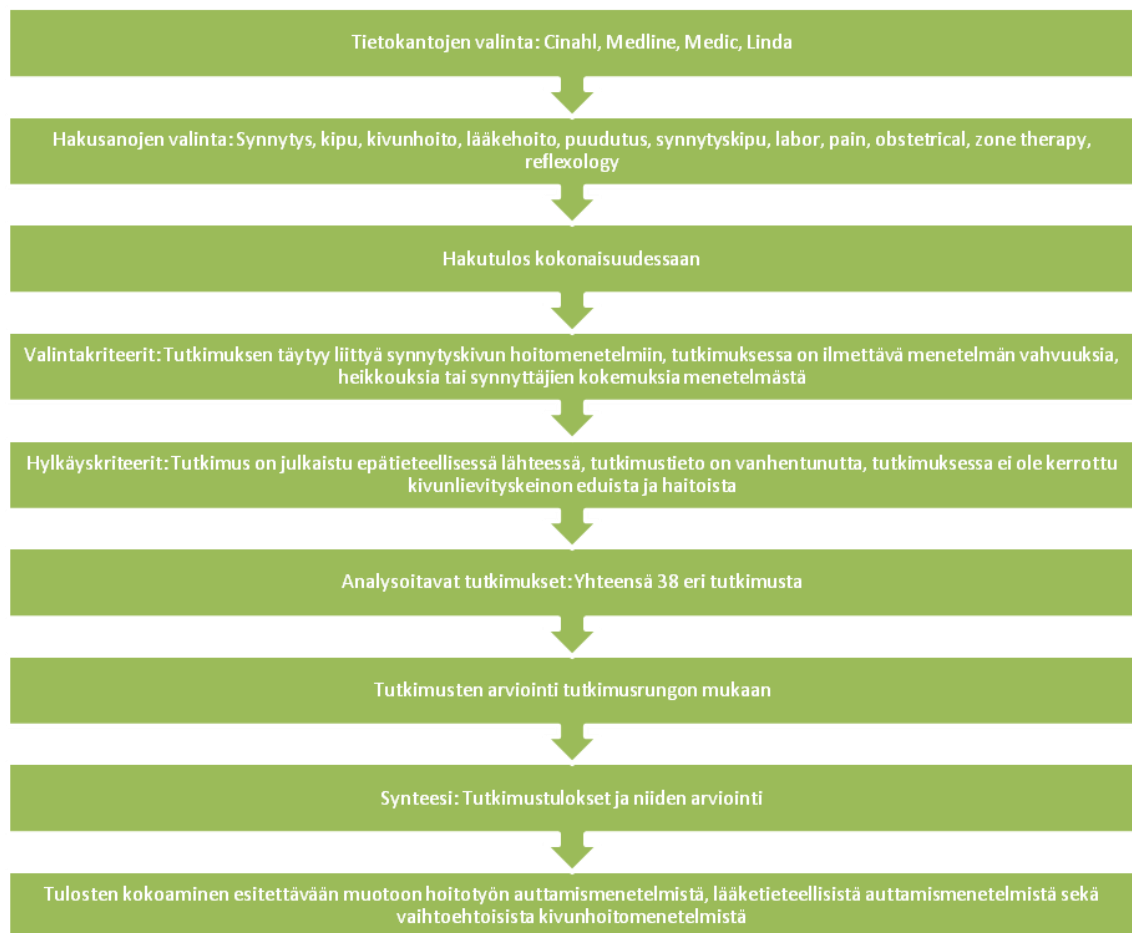 Tietokantojen valinta: Cinahl, Medline, Medic, Linda
Hakusanojen valinta: Synnytys, kipu, kivunhoito, lääkehoito, puudutus, synnytyskipu, labor, pain, obstetrical, zone therapy,
reflexology
Hakutulos kokonaisuudessaan
Valintakriteerit: Tutkimuksen täytyy liittyä synnytyskivun hoitomenetelmiin, tutkimuksessa on ilmettävä menetelmän vahvuuksia,
heikkouksia tai synnyttäjien kokemuksia menetelmästä
Hylkäyskriteerit: Tutkimus on julkaistu epätieteellisessä lähteessä, tutkimustieto on vanhentunutta, tutkimuksessa ei ole kerrottu
kivunlievityskeinon eduista ja haitoista
Analysoitavat tutkimukset: Yhteensä 38 eri tutkimusta
Tutkimusten arviointi tutkimusrungon mukaan
Synteesi: Tutkimustulokset ja niiden arviointi
Tulosten kokoaminen esitettävään muotoon hoitotyön auttamismenetelmistä, lääketieteellisistä auttamismenetelmistä sekä
vaihtoehtoisista kivunhoitomenetelmistä